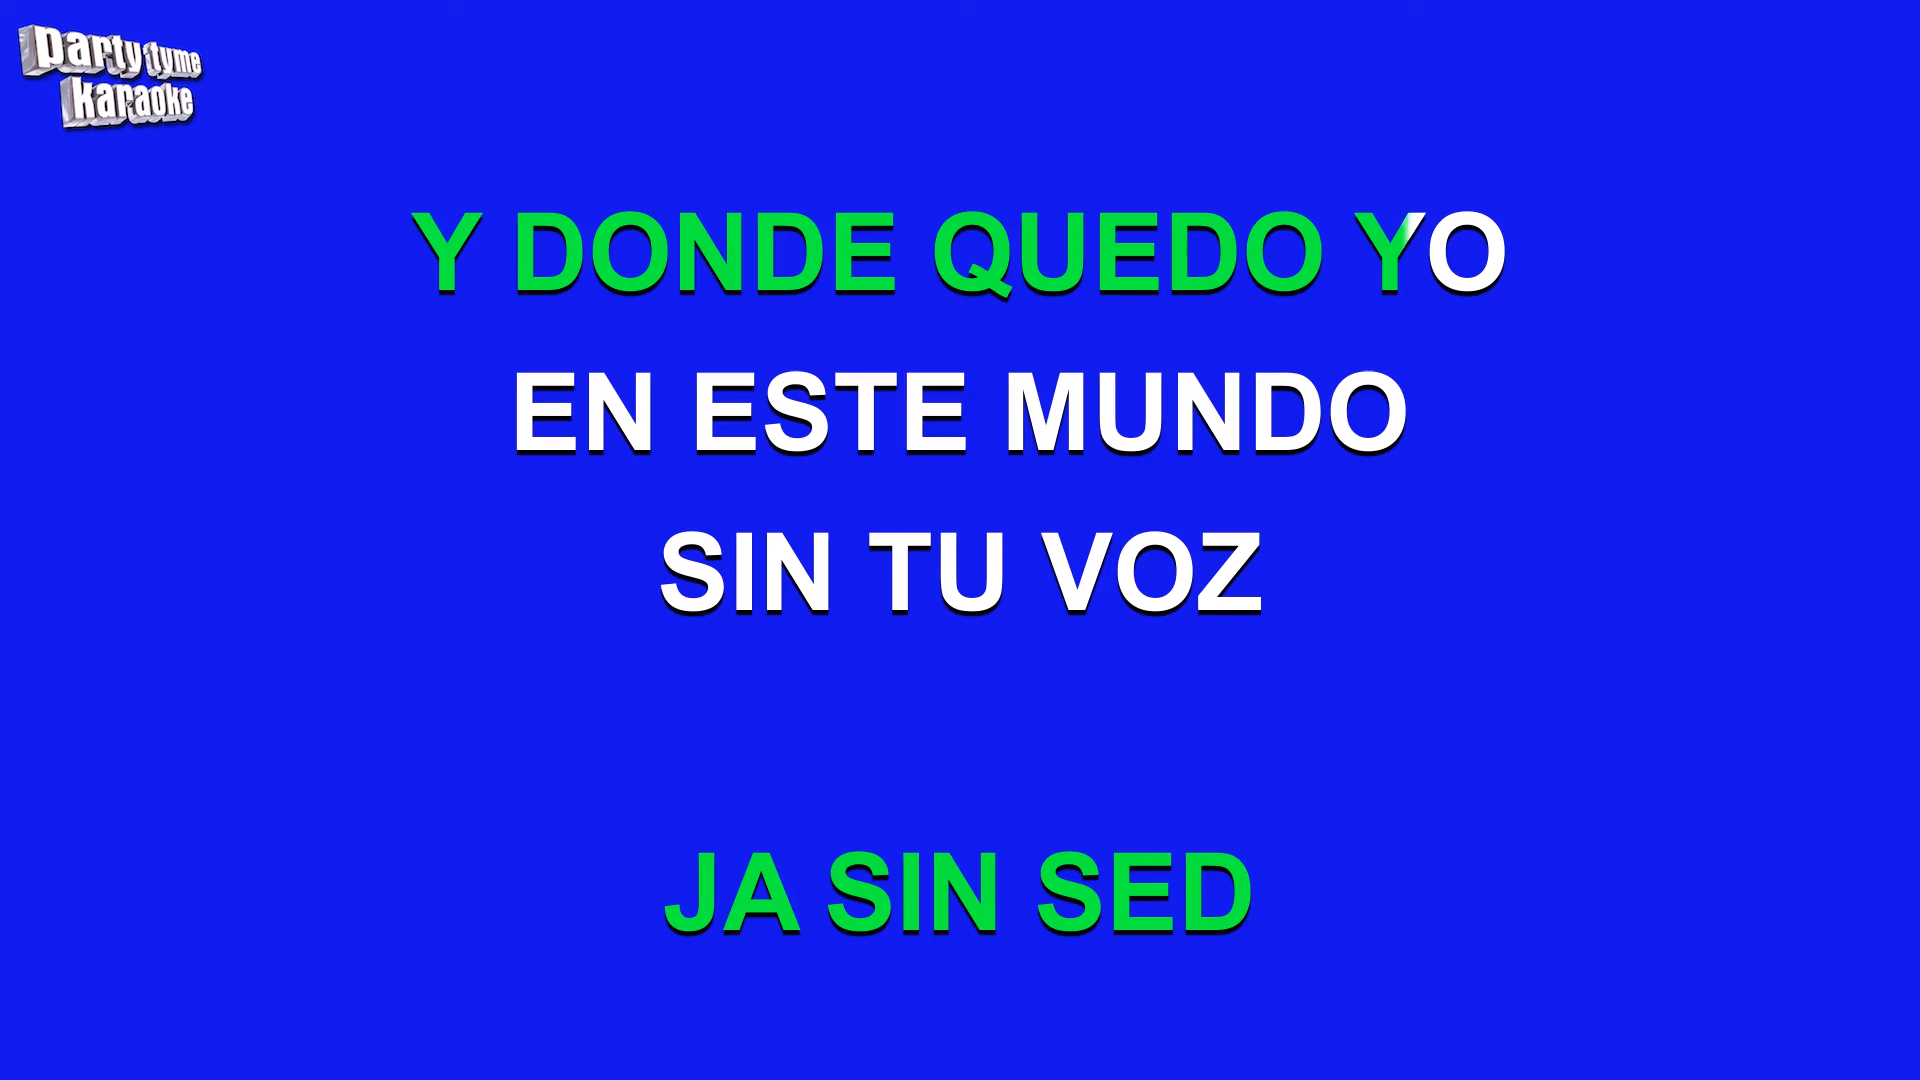 party tyme
karaoke
Y DONDE QUEDO YO
EN ESTE MUNDO
SIN TU VOZ
JA SIN SED